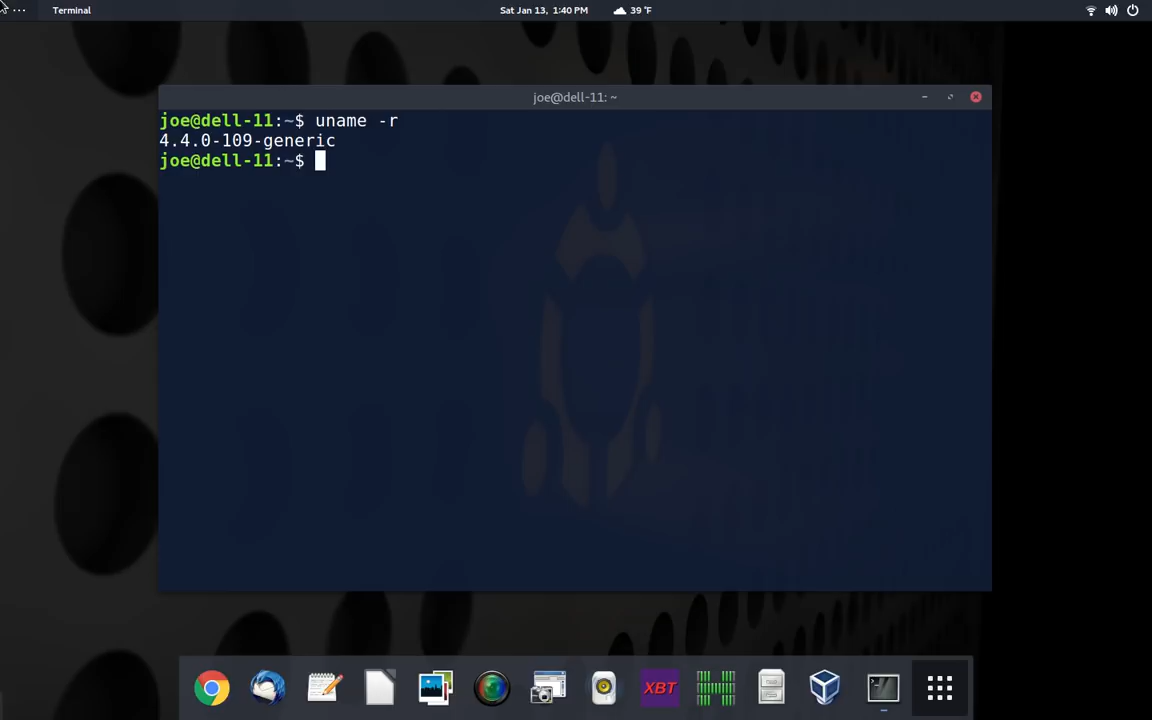 Terminal
Sat Jan 13, 1:40 PM
39 °F
joe@dell-11: ~
joe@dell-11:~$ uname -r
4.4.0-109-generic
joe@dell-11:~$
XBT